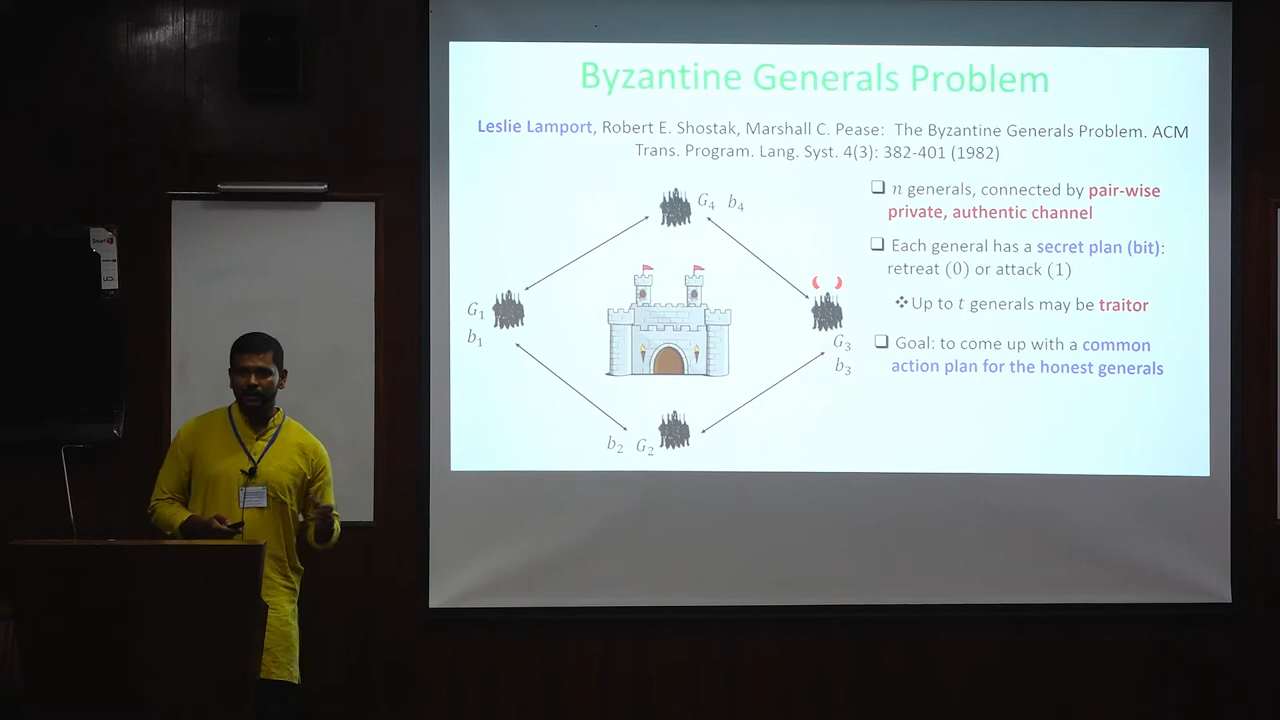 Byzantine Generals Problem
Leslie Lamport, Robert E. Shostak, Marshall C. Pease: The Byzantine Generals Problem. ACM
Trans. Program. Lang. Syst. 4(3): 382-401 (1982)
G₄ b₄
G₁
b₁
G₃
b₃
b₂ G₂
❑ n generals, connected by pair-wise
private, authentic channel
❑ Each general has a secret plan (bit):
retreat (0) or attack (1)
❖Up to t generals may be traitor
❑ Goal: to come up with a common
action plan for the honest generals